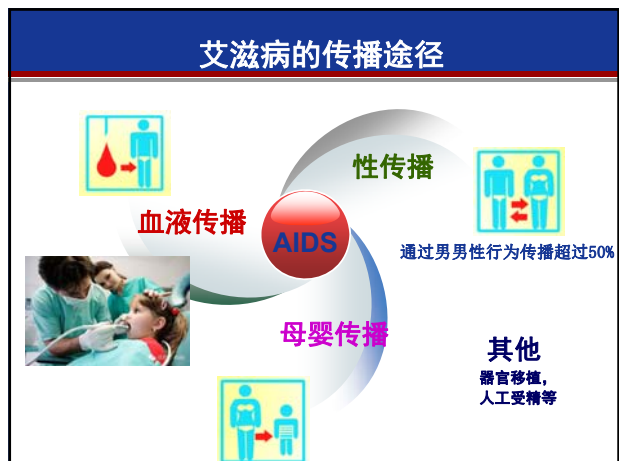 艾滋病的传播途径
性传播
血液传播
AIDS
通过男男性行为传播超过50%
母婴传播
其他
器官移植,
人工受精等